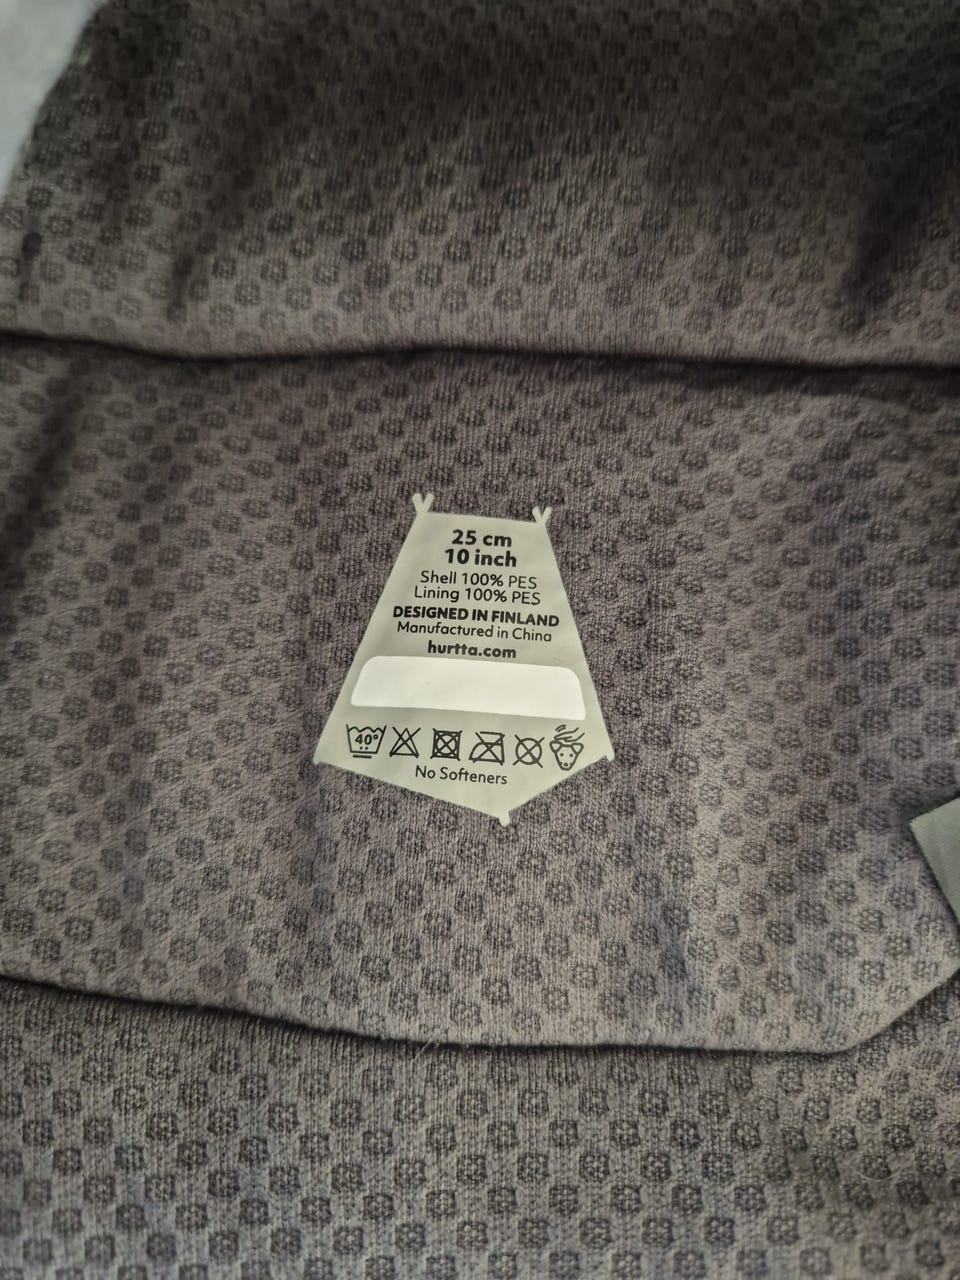 25 cm
10 inch
Shell 100% PES
Lining 100% PES
DESIGNED IN FINLAND
Manufactured in China
hurtta.com
40°
No Softeners